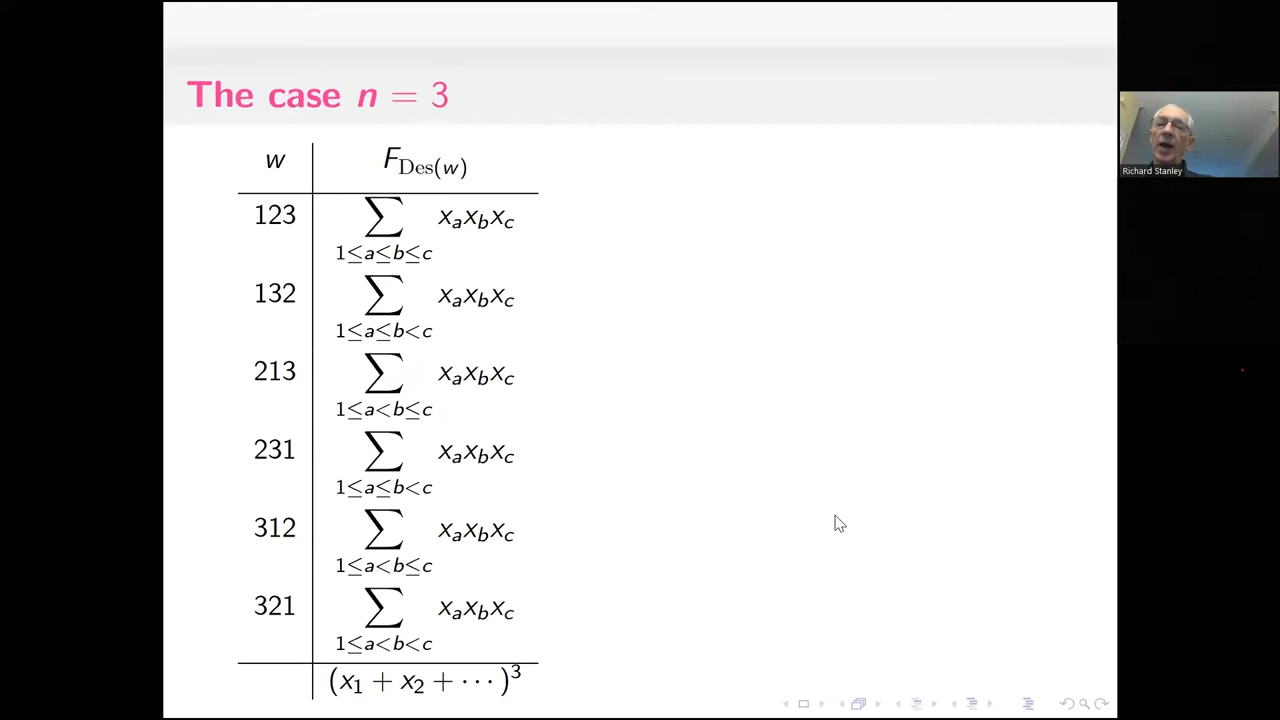 The case n = 3
w F_Des(w)
123 ∑ x_a x_b x_c
1≤a≤b≤c
132 ∑ x_a x_b x_c
1≤a≤b<c
213 ∑ x_a x_b x_c
1≤a<b≤c
231 ∑ x_a x_b x_c
1≤a≤b<c
312 ∑ x_a x_b x_c
1≤a<b≤c
321 ∑ x_a x_b x_c
1≤a<b<c
(x_1 + x_2 + ⋯)^3
Richard Stanley